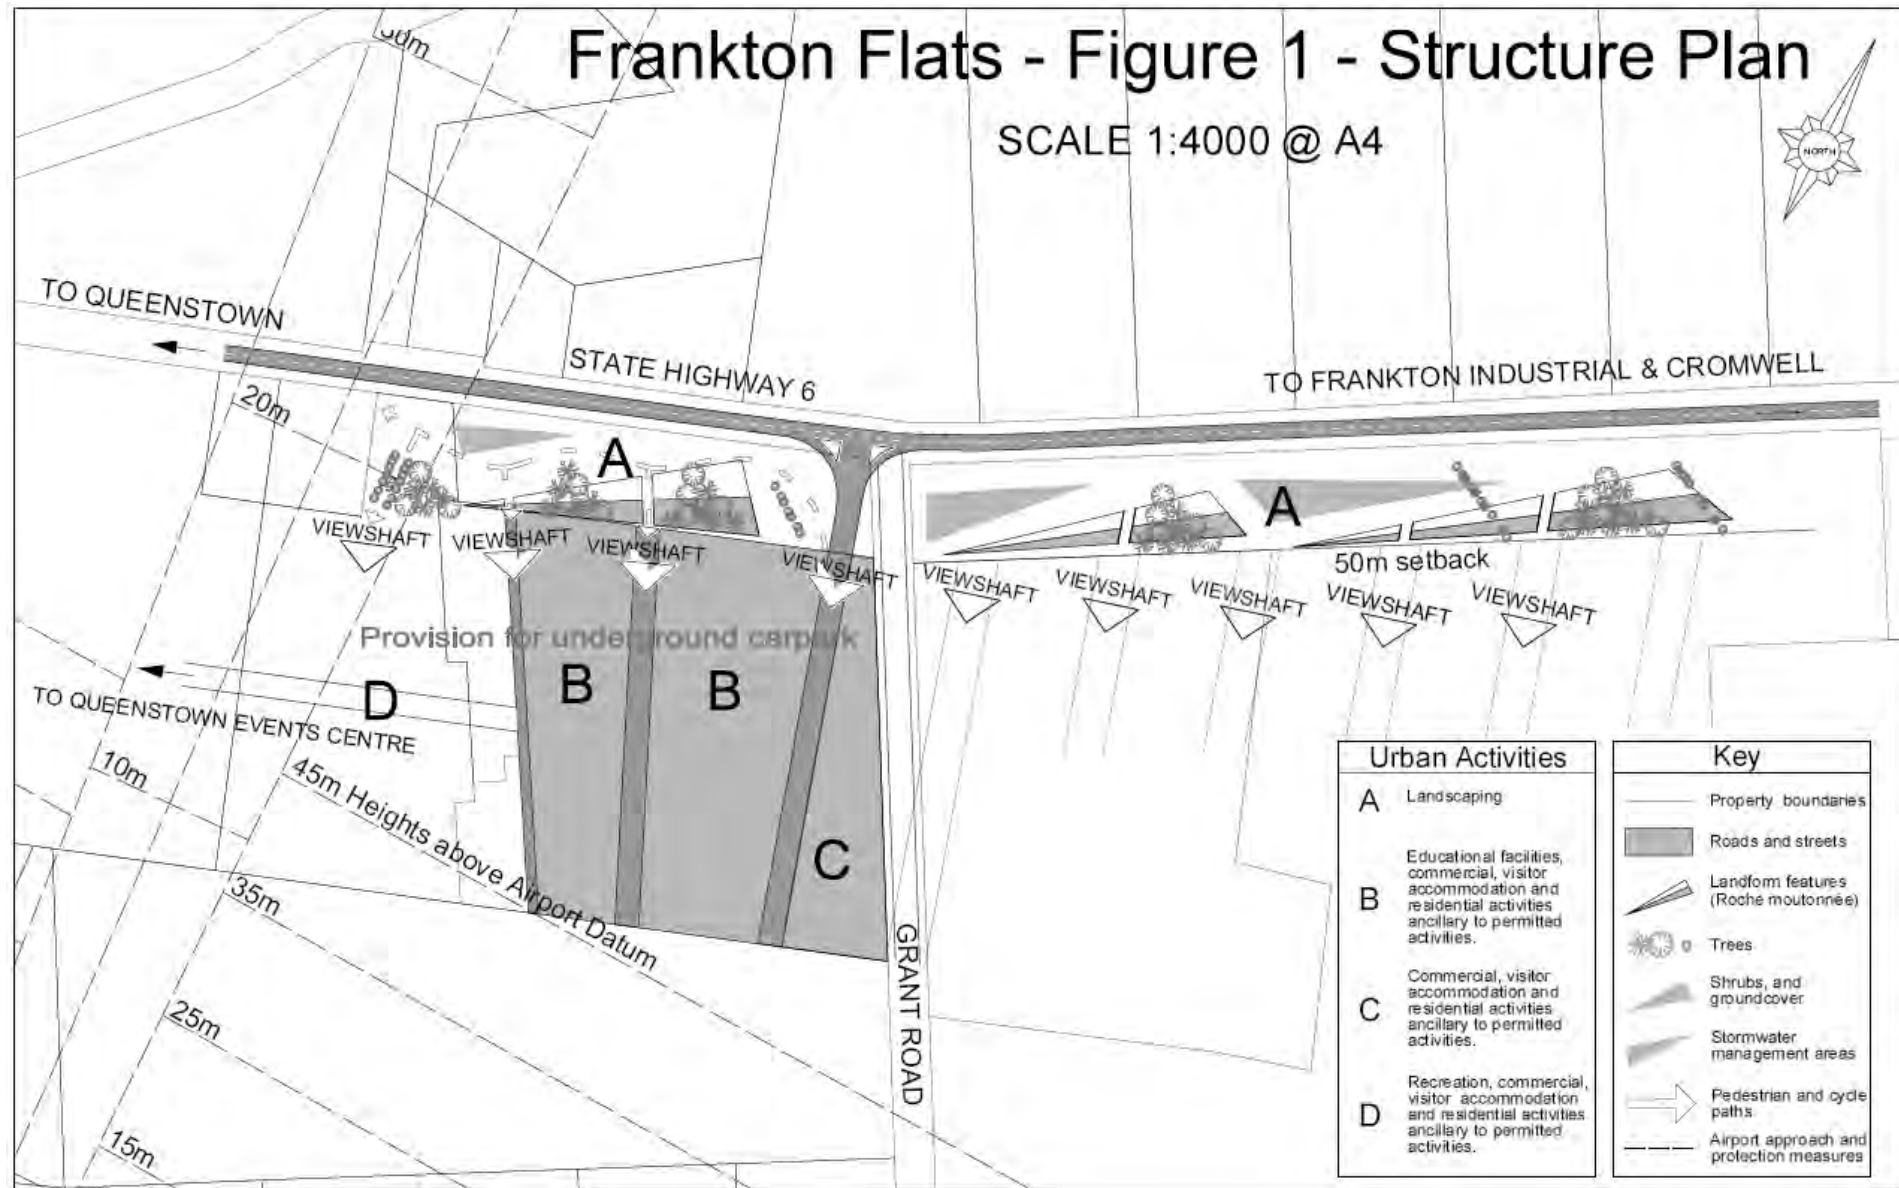 30m
Frankton Flats - Figure 1 - Structure Plan
SCALE 1:4000 @ A4
NORTH
TO QUEENSTOWN
STATE HIGHWAY 6
TO FRANKTON INDUSTRIAL & CROMWELL
20m
A
A
VIEWSHAFT
VIEWSHAFT
VIEWSHAFT
VIEWSHAFT
VIEWSHAFT
VIEWSHAFT
VIEWSHAFT
VIEWSHAFT
VIEWSHAFT
50m setback
Provision for underground carpark
B
B
D
TO QUEENSTOWN EVENTS CENTRE
10m
45m Heights above Airport Datum
C
35m
25m
15m
GRANT ROAD
Urban Activities
A
Landscaping
B
Educational facilities,
commercial, visitor
accommodation and
residential activities
ancillary to permitted
activities.
C
Commercial, visitor
accommodation and
residential activities
ancillary to permitted
activities.
D
Recreation, commercial,
visitor accommodation
and residential activities
ancillary to permitted
activities.
Key
Property boundaries
Roads and streets
Landform features
(Roche moutonnée)
Trees
Shrubs, and
groundcover
Stormwater
management areas
Pedestrian and cycle
paths
Airport approach and
protection measures